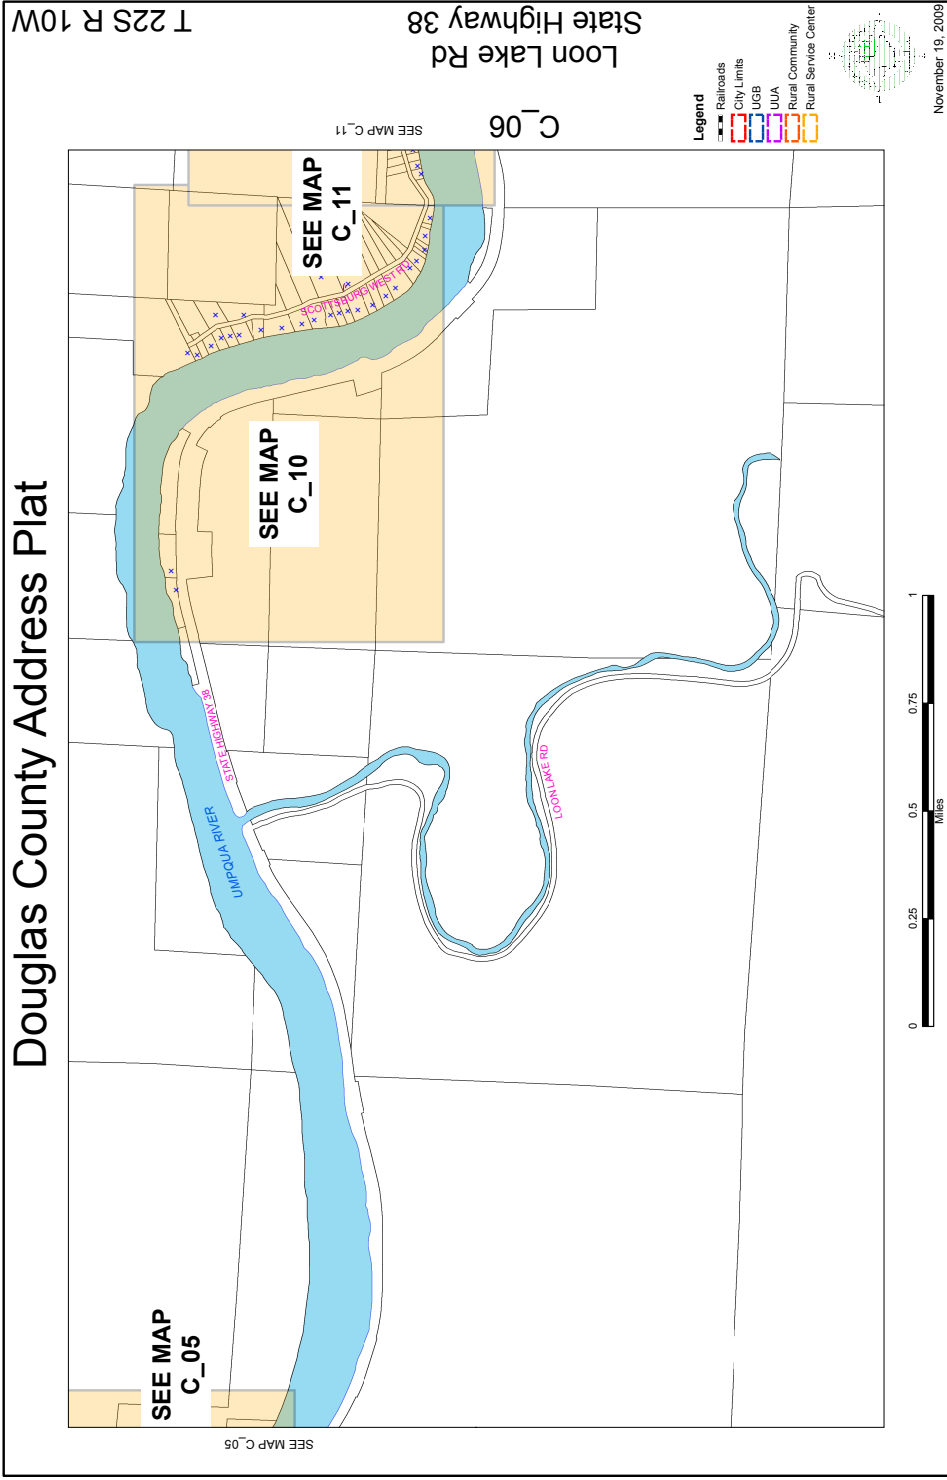 Douglas County Address Plat
T 22S R 10W
Loon Lake Rd
State Highway 38
C_06
SEE MAP C_11
SEE MAP C_05
SEE MAP
C_11
SEE MAP
C_10
SEE MAP
C_05
SCOTTSBURG WEST RD
STATE HIGHWAY 38
UMPQUA RIVER
LOON LAKE RD
Legend
Railroads
City Limits
UGB
UUA
Rural Community
Rural Service Center
0 0.25 0.5 0.75 1
Miles
November 19, 2009